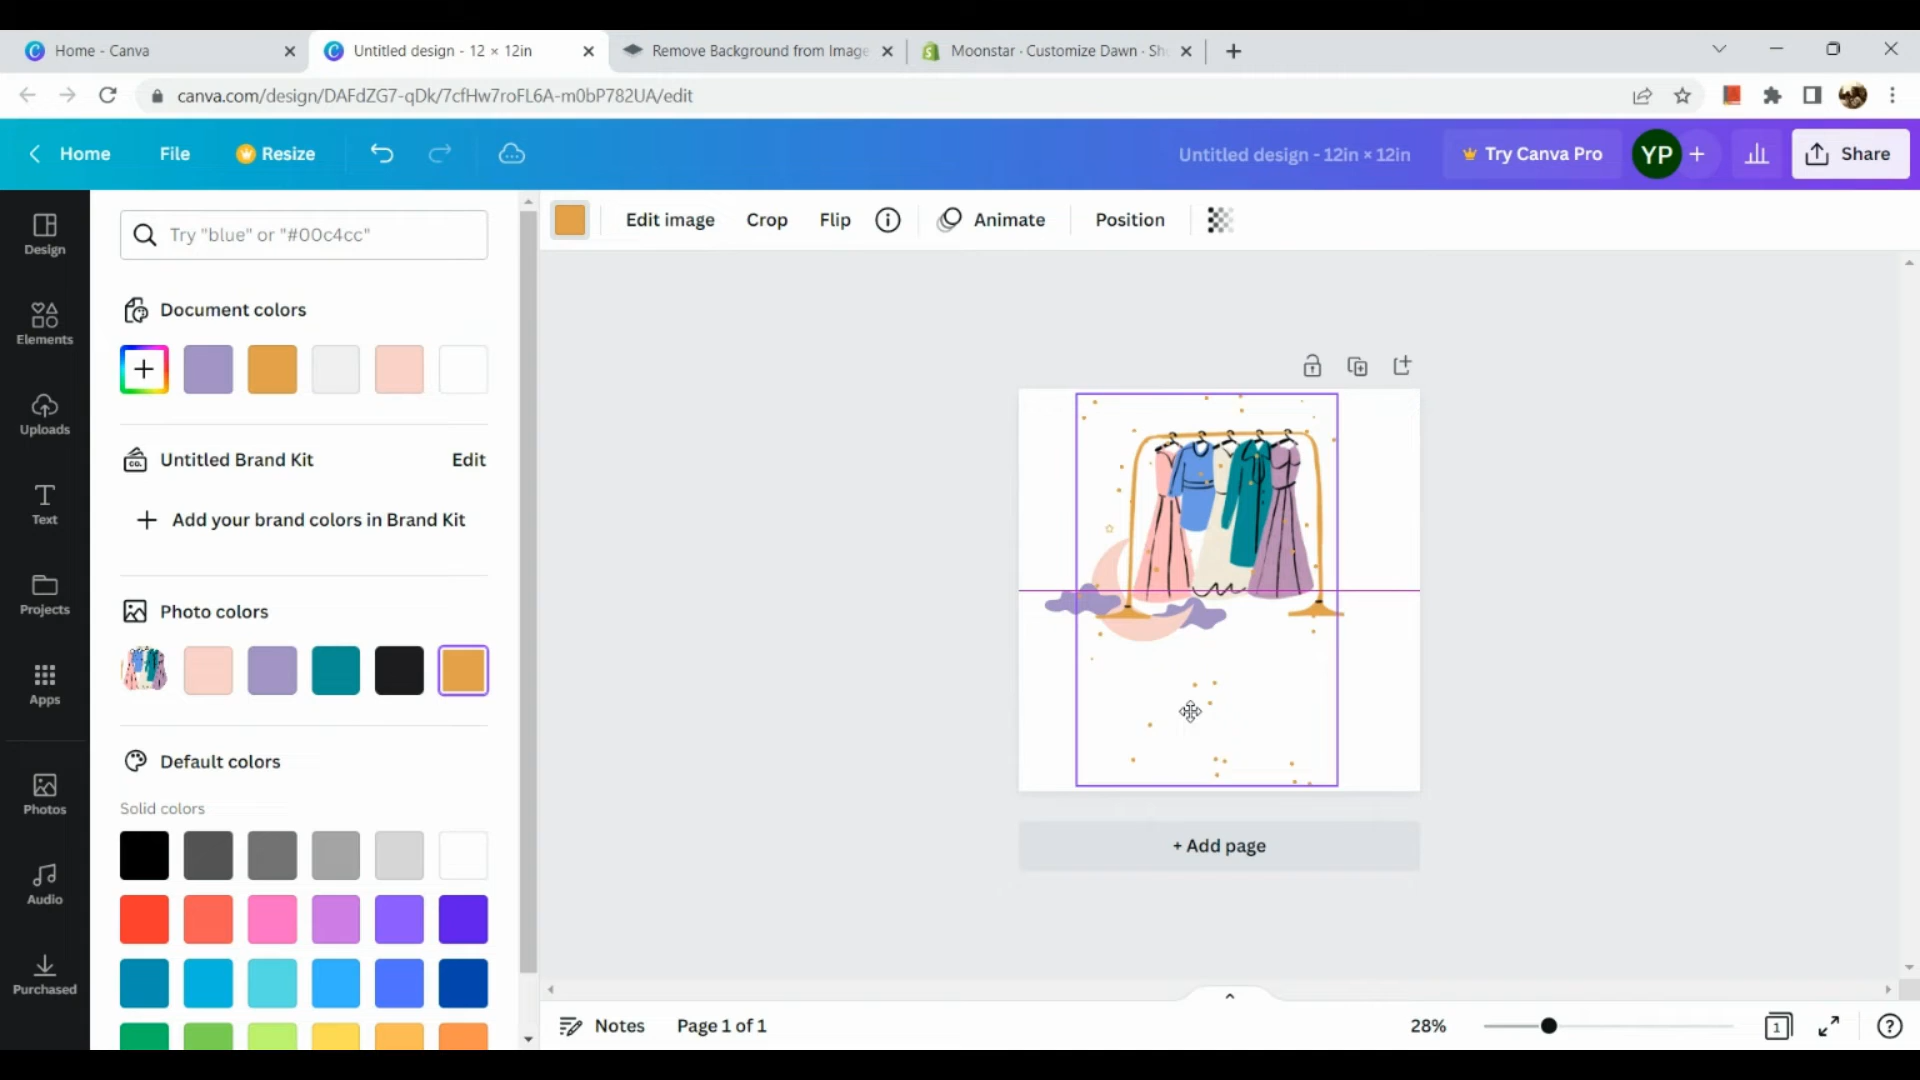 Home - Canva
Untitled design - 12 × 12in
Remove Background from Image
Moonstar · Customize Dawn · Sh
canva.com/design/DAFdZG7-qDk/7cfHw7roFL6A-m0bP782UA/edit
Home
File
Resize
Untitled design - 12in × 12in
Try Canva Pro
YP
Share
Design
Elements
Uploads
Text
Projects
Apps
Photos
Audio
Purchased
Try "blue" or "#00c4cc"
Document colors
Untitled Brand Kit
Edit
Add your brand colors in Brand Kit
Photo colors
Default colors
Solid colors
Edit image
Crop
Flip
Animate
Position
+ Add page
Notes
Page 1 of 1
28%
1
CO.